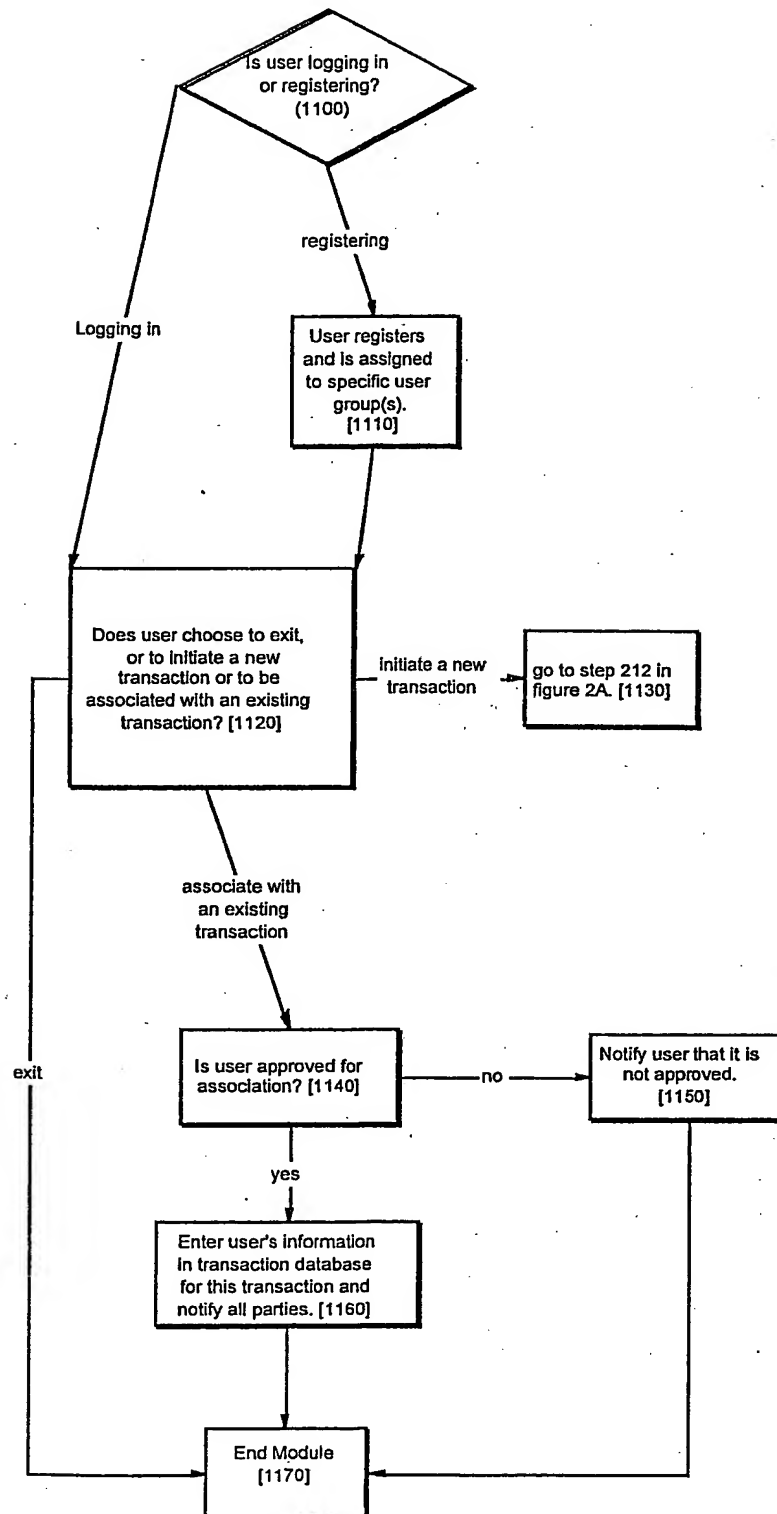 Is user logging in
or registering?
(1100)
registering
Logging in
User registers
and is assigned
to specific user
group(s).
[1110]
Does user choose to exit,
or to initiate a new
transaction or to be
associated with an existing
transaction? [1120]
initiate a new
transaction
go to step 212 in
figure 2A. [1130]
associate with
an existing
transaction
exit
Is user approved for
association? [1140]
no
Notify user that it is
not approved.
[1150]
yes
Enter user's information
in transaction database
for this transaction and
notify all parties. [1160]
End Module
[1170]